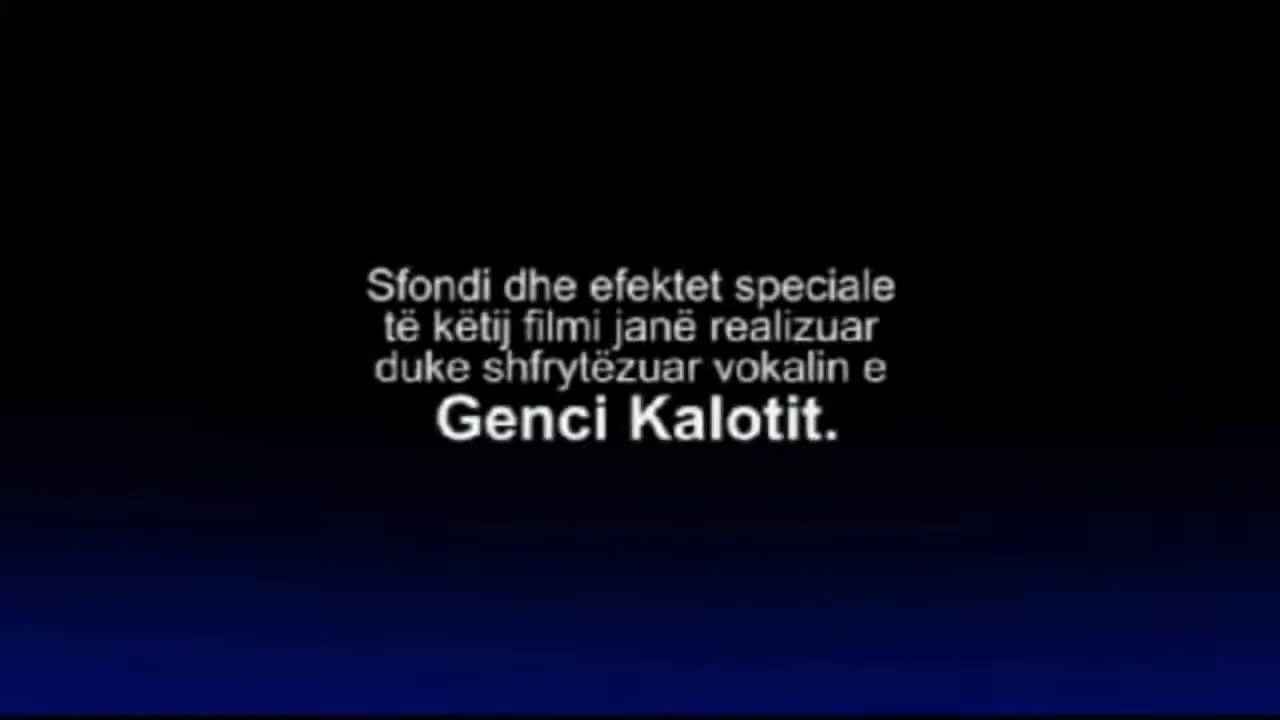 Sfondi dhe efektet speciale
të këtij filmi janë realizuar
duke shfrytëzuar vokalin e
Genci Kalotit.